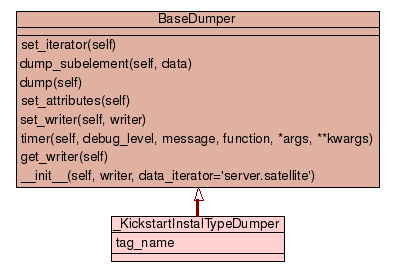 BaseDumper
set_iterator(self)
dump_subelement(self, data)
dump(self)
set_attributes(self)
set_writer(self, writer)
timer(self, debug_level, message, function, *args, **kwargs)
get_writer(self)
__init__(self, writer, data_iterator='server.satellite')
_KickstartInstalTypeDumper
tag_name